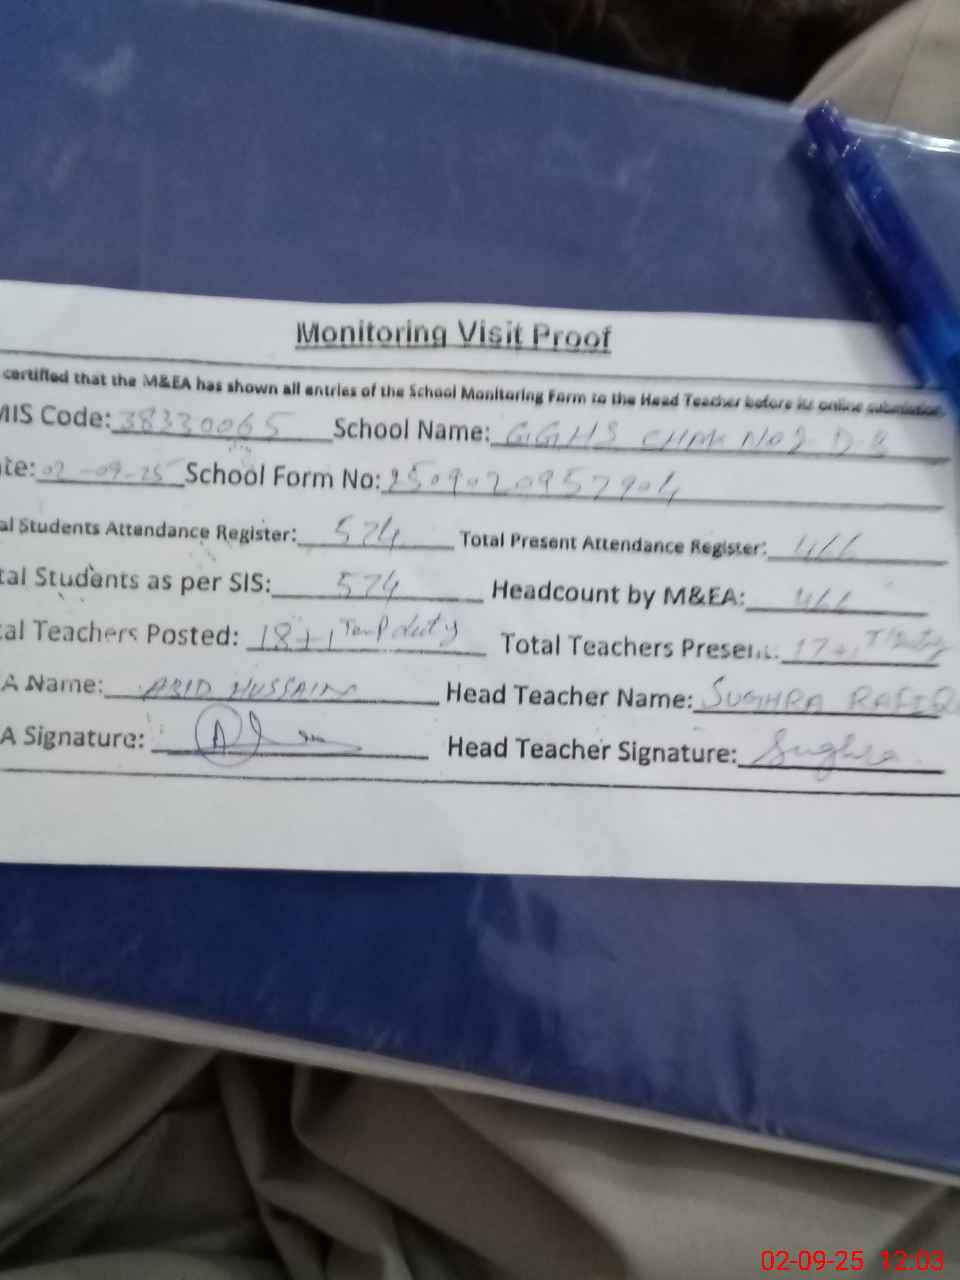 Monitoring Visit Proof
certified that the M&EA has shown all entries of the School Monitoring Form to the Head Teacher before its online submission.
MIS Code: 38330065 School Name: GGHS CHAK NO 2 D.B
te: 02-09-25 School Form No: 2509020957904
al Students Attendance Register: 574 Total Present Attendance Register: 466
tal Students as per SIS: 574 Headcount by M&EA: 466
tal Teachers Posted: 18+1 Temp duty Total Teachers Present: 17+1
A Name: ABID HUSSAIN Head Teacher Name: SUGHRA RAFIQ
A Signature: Head Teacher Signature: Sughra
02-09-25 12:03